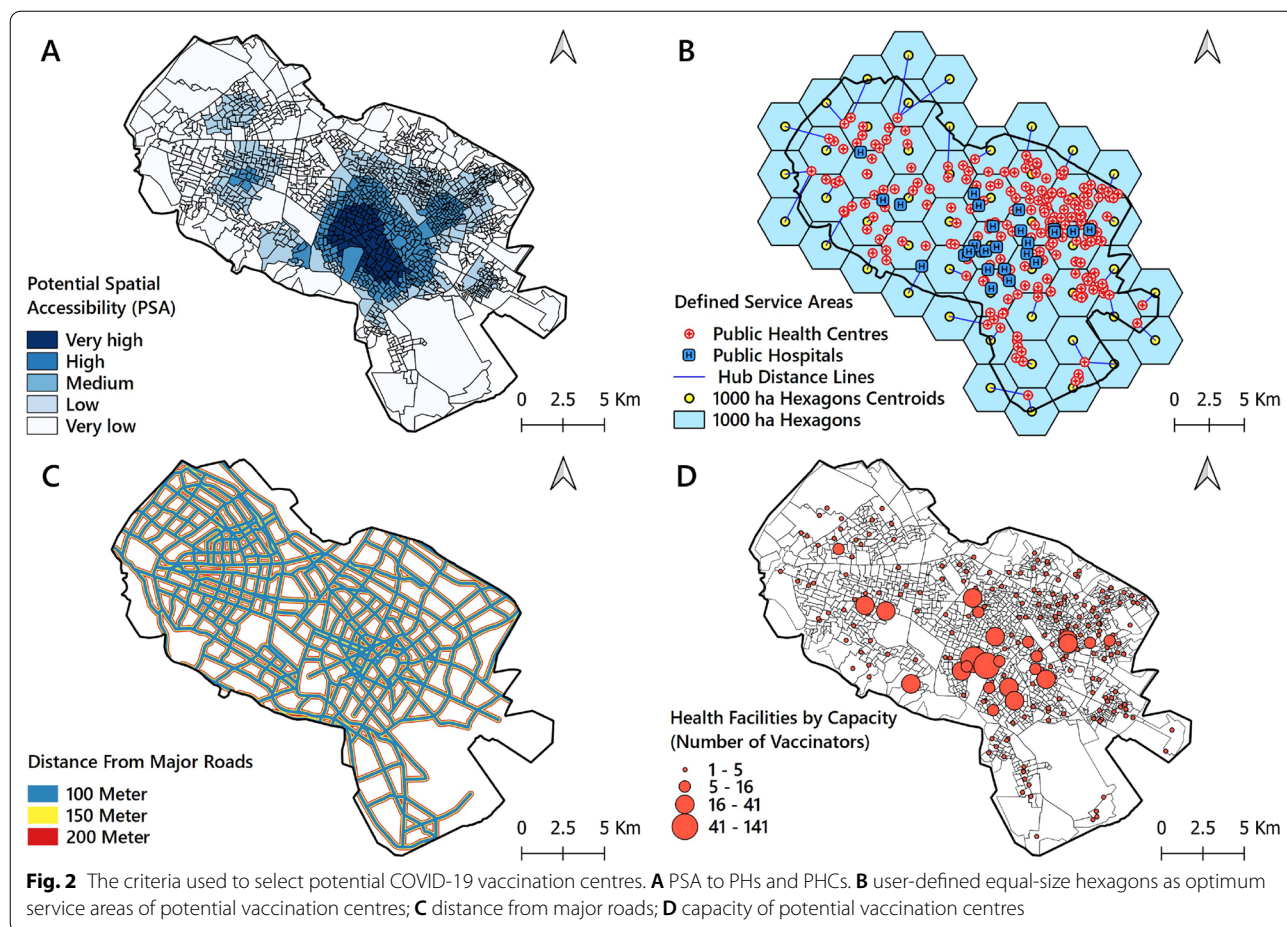 A
Potential Spatial
Accessibility (PSA)
Very high
High
Medium
Low
Very low
0 2.5 5 Km
B
H H H H H H H H H H H H H H H H H H H H H H
Defined Service Areas
Public Health Centres
H Public Hospitals
Hub Distance Lines
1000 ha Hexagons Centroids
1000 ha Hexagons
0 2.5 5 Km
C
Distance From Major Roads
100 Meter
150 Meter
200 Meter
0 2.5 5 Km
D
Health Facilities by Capacity
(Number of Vaccinators)
1 - 5
5 - 16
16 - 41
41 - 141
0 2.5 5 Km
Fig. 2 The criteria used to select potential COVID-19 vaccination centres. A PSA to PHs and PHCs. B user-defined equal-size hexagons as optimum
service areas of potential vaccination centres; C distance from major roads; D capacity of potential vaccination centres